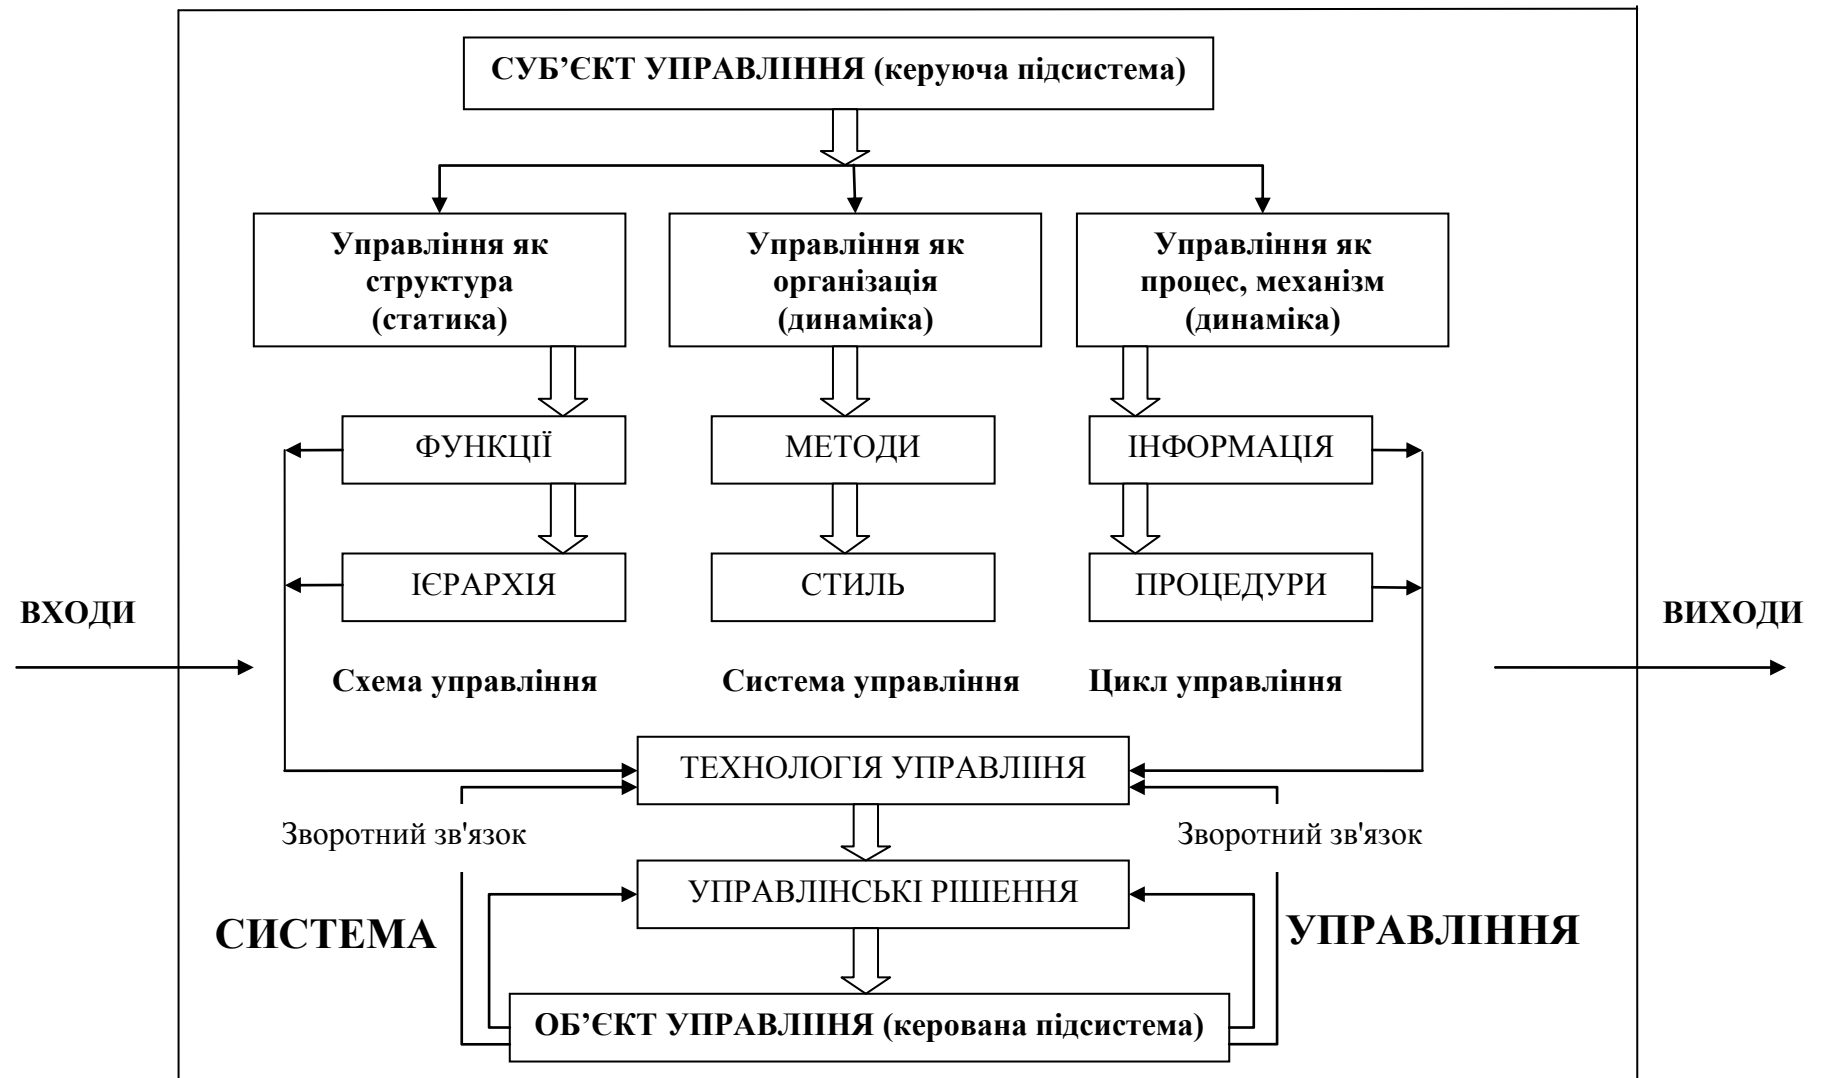 СУБ’ЄКТ УПРАВЛІННЯ (керуюча підсистема)
Управління як
структура
(статика)
Управління як
організація
(динаміка)
Управління як
процес, механізм
(динаміка)
ФУНКЦІЇ
МЕТОДИ
ІНФОРМАЦІЯ
ІЄРАРХІЯ
СТИЛЬ
ПРОЦЕДУРИ
ВХОДИ
ВИХОДИ
Схема управління
Система управління
Цикл управління
ТЕХНОЛОГІЯ УПРАВЛІІНЯ
Зворотний зв'язок
Зворотний зв'язок
УПРАВЛІНСЬКІ РІШЕННЯ
СИСТЕМА
УПРАВЛІННЯ
ОБ’ЄКТ УПРАВЛІІНЯ (керована підсистема)